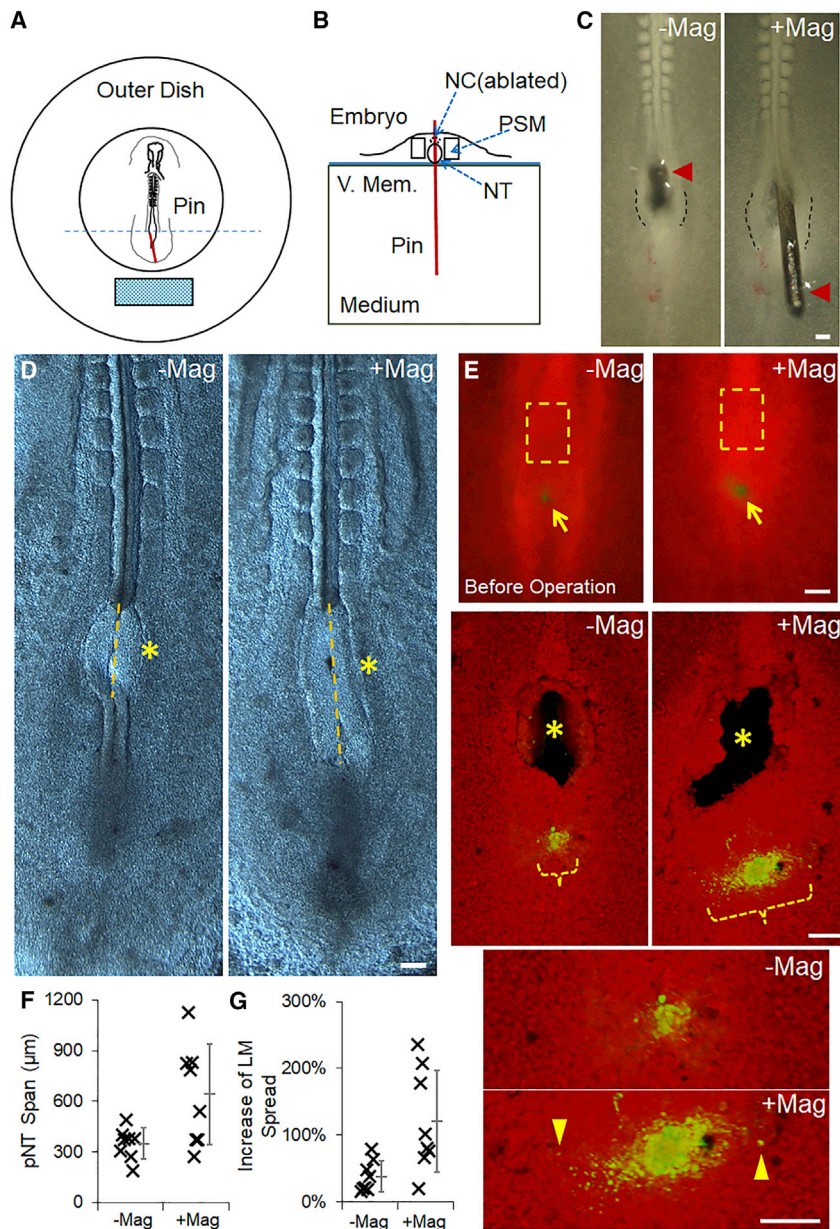 A
Outer Dish
Pin
B
NC(ablated)
Embryo
PSM
V. Mem.
NT
Pin
Medium
C
-Mag
+Mag
D
-Mag
+Mag
E
-Mag
+Mag
Before Operation
-Mag
+Mag
-Mag
+Mag
F
pNT Span (µm)
1200
900
600
300
0
-Mag
+Mag
G
Increase of LM
Spread
300%
200%
100%
0%
-Mag
+Mag